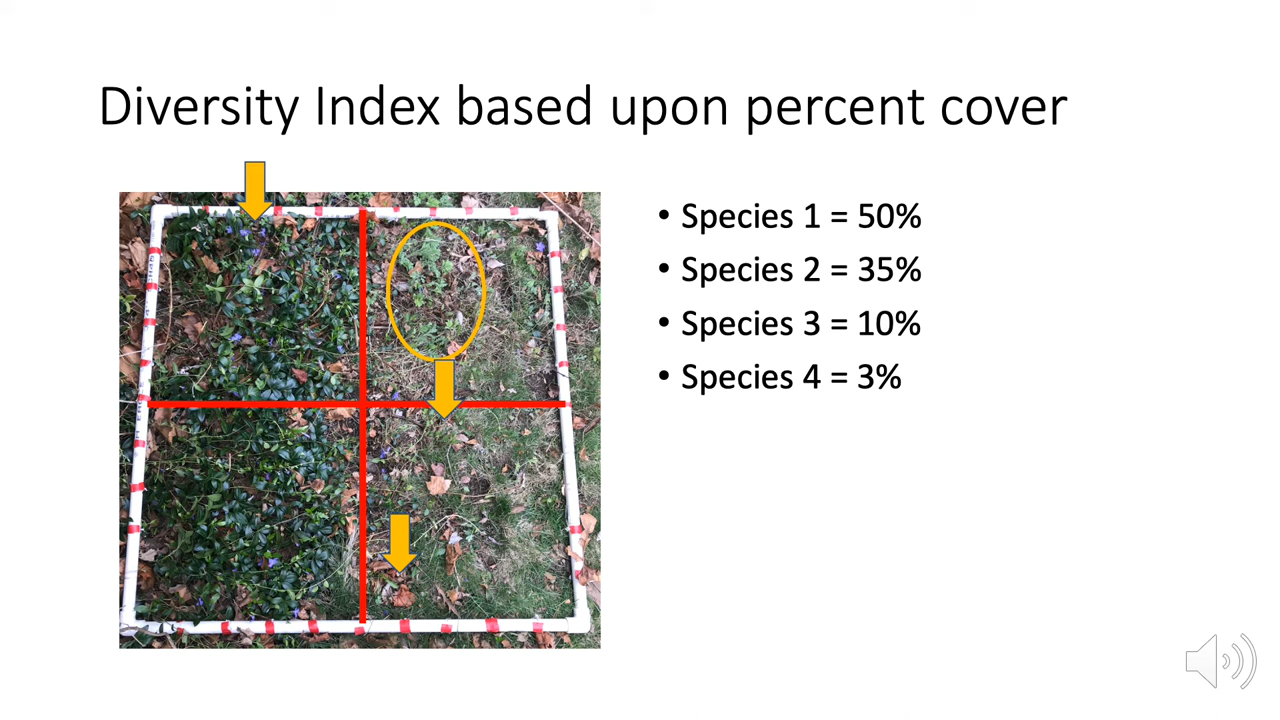 Diversity Index based upon percent cover
• Species 1 = 50%
• Species 2 = 35%
• Species 3 = 10%
• Species 4 = 3%